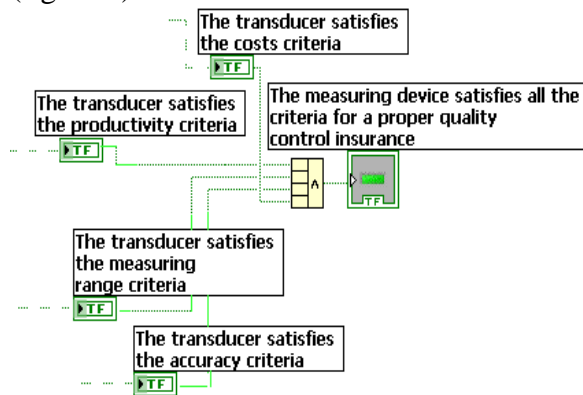 The transducer satisfies
the costs criteria
TF
The transducer satisfies
the productivity criteria
TF
The measuring device satisfies all the
criteria for a proper quality
control insurance
A
TF
The transducer satisfies
the measuring
range criteria
TF
The transducer satisfies
the accuracy criteria
TF